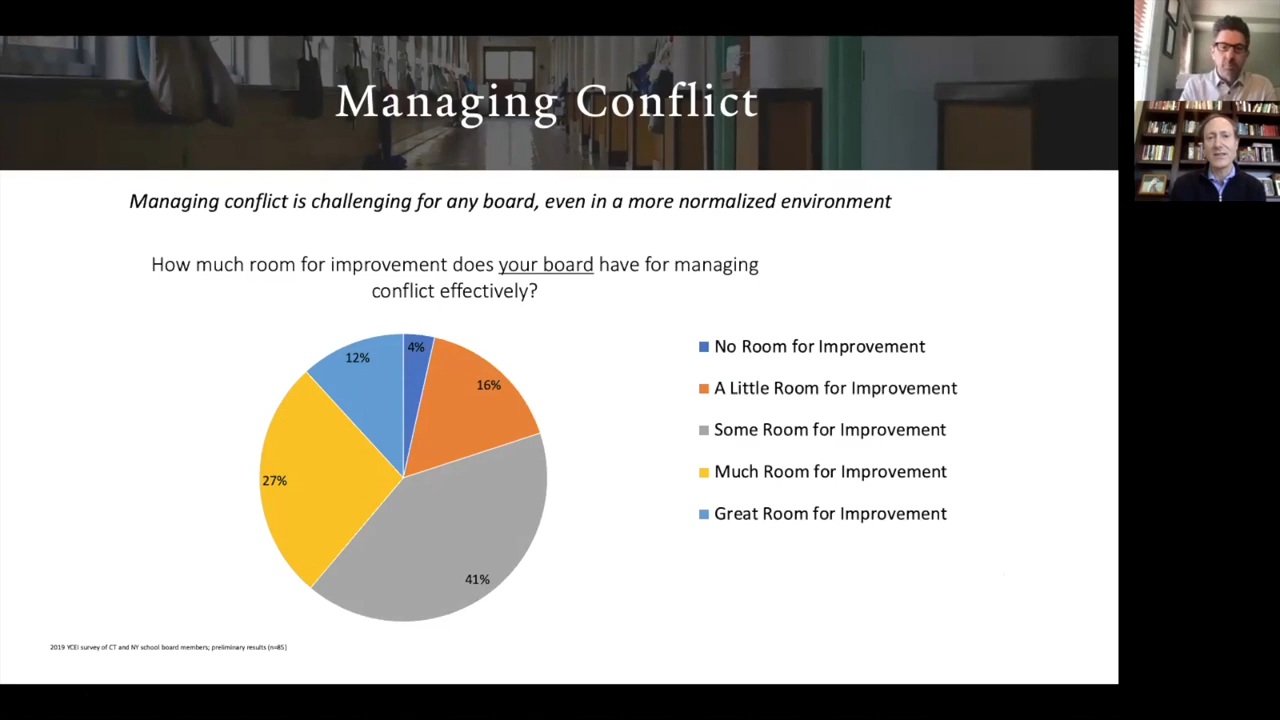 Managing Conflict
Managing conflict is challenging for any board, even in a more normalized environment
How much room for improvement does your board have for managing
conflict effectively?
4%
12%
16%
27%
41%
No Room for Improvement
A Little Room for Improvement
Some Room for Improvement
Much Room for Improvement
Great Room for Improvement
2019 YCEI survey of CT and NY school board members; preliminary results (n=85)